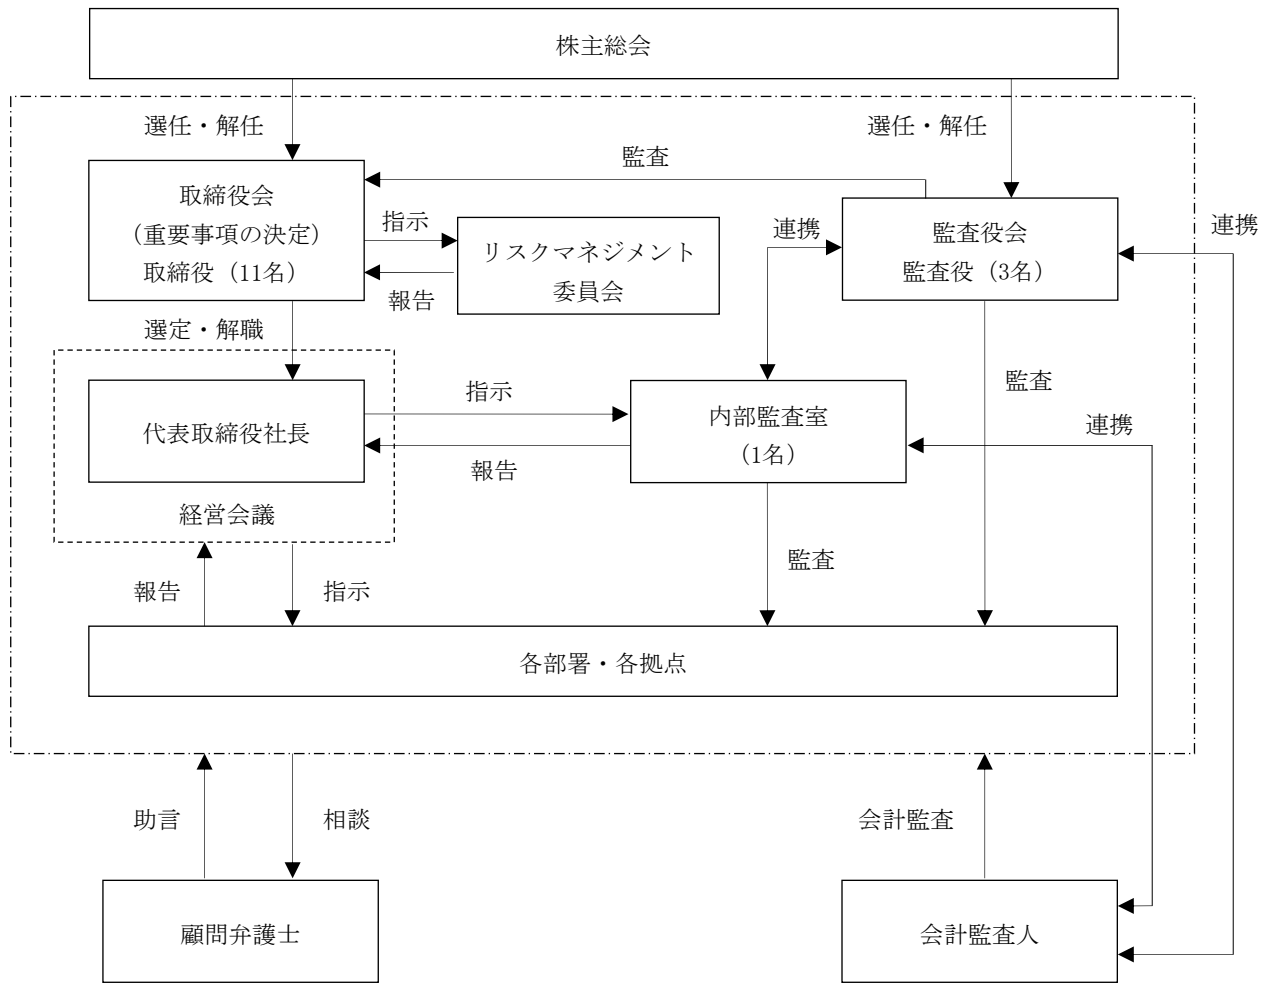 株主総会
選任・解任
選任・解任
監査
取締役会
（重要事項の決定）
取締役（11名）
指示
報告
リスクマネジメント
委員会
連携
監査役会
監査役（3名）
連携
選定・解職
代表取締役社長
経営会議
指示
報告
内部監査室
（1名）
監査
連携
報告
指示
監査
各部署・各拠点
助言
相談
会計監査
顧問弁護士
会計監査人